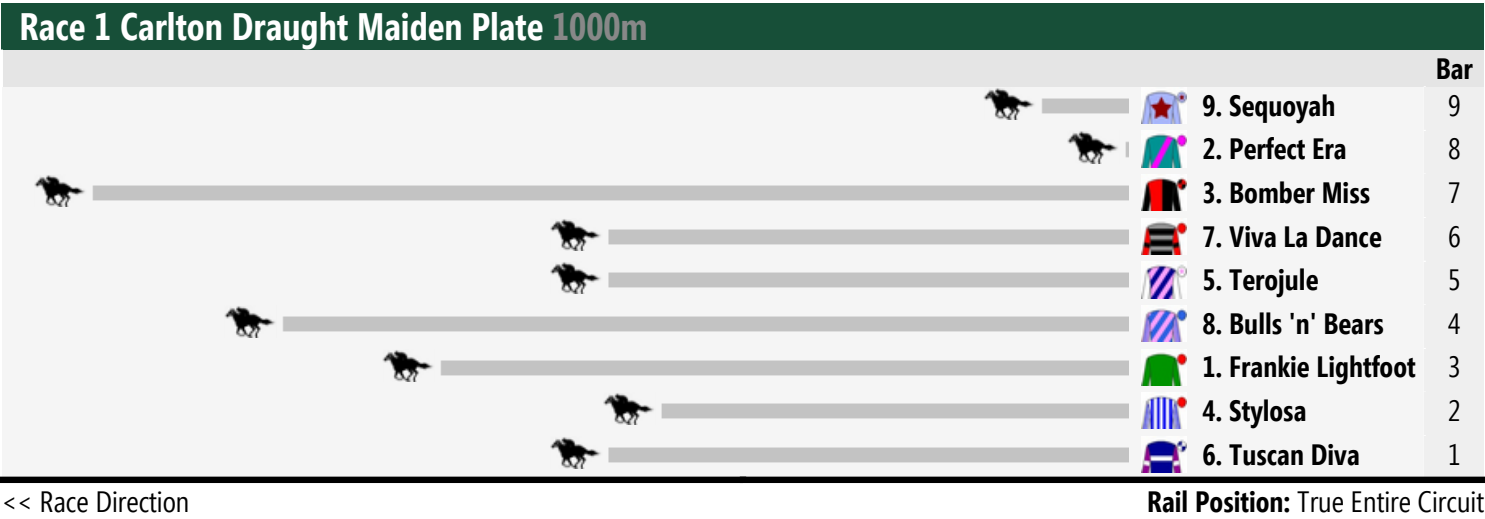 Race 1 Carlton Draught Maiden Plate 1000m
Bar
9. Sequoyah 9
2. Perfect Era 8
3. Bomber Miss 7
7. Viva La Dance 6
5. Terojule 5
8. Bulls 'n' Bears 4
1. Frankie Lightfoot 3
4. Stylosa 2
6. Tuscan Diva 1
<< Race Direction Rail Position: True Entire Circuit